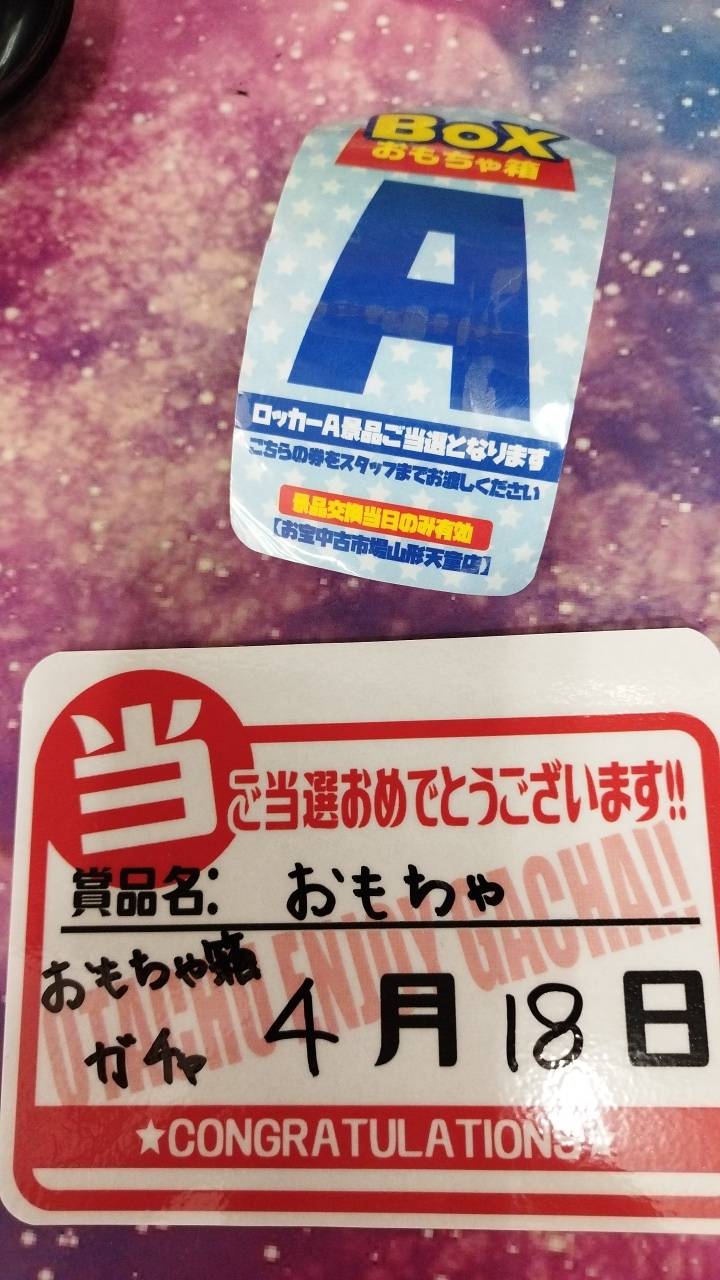 BOX
おもちゃ箱
A
ロッカーA景品ご当選となります
こちらの券をスタッフまでお渡しください
景品交換当日のみ有効
【お宝中古市場山形天童店】
当
ご当選おめでとうございます!!
賞品名: おもちゃ
おもちゃ箱
ガチャ
4月18日
OTACHU ENJOY GACHA!!
★CONGRATULATIONS★